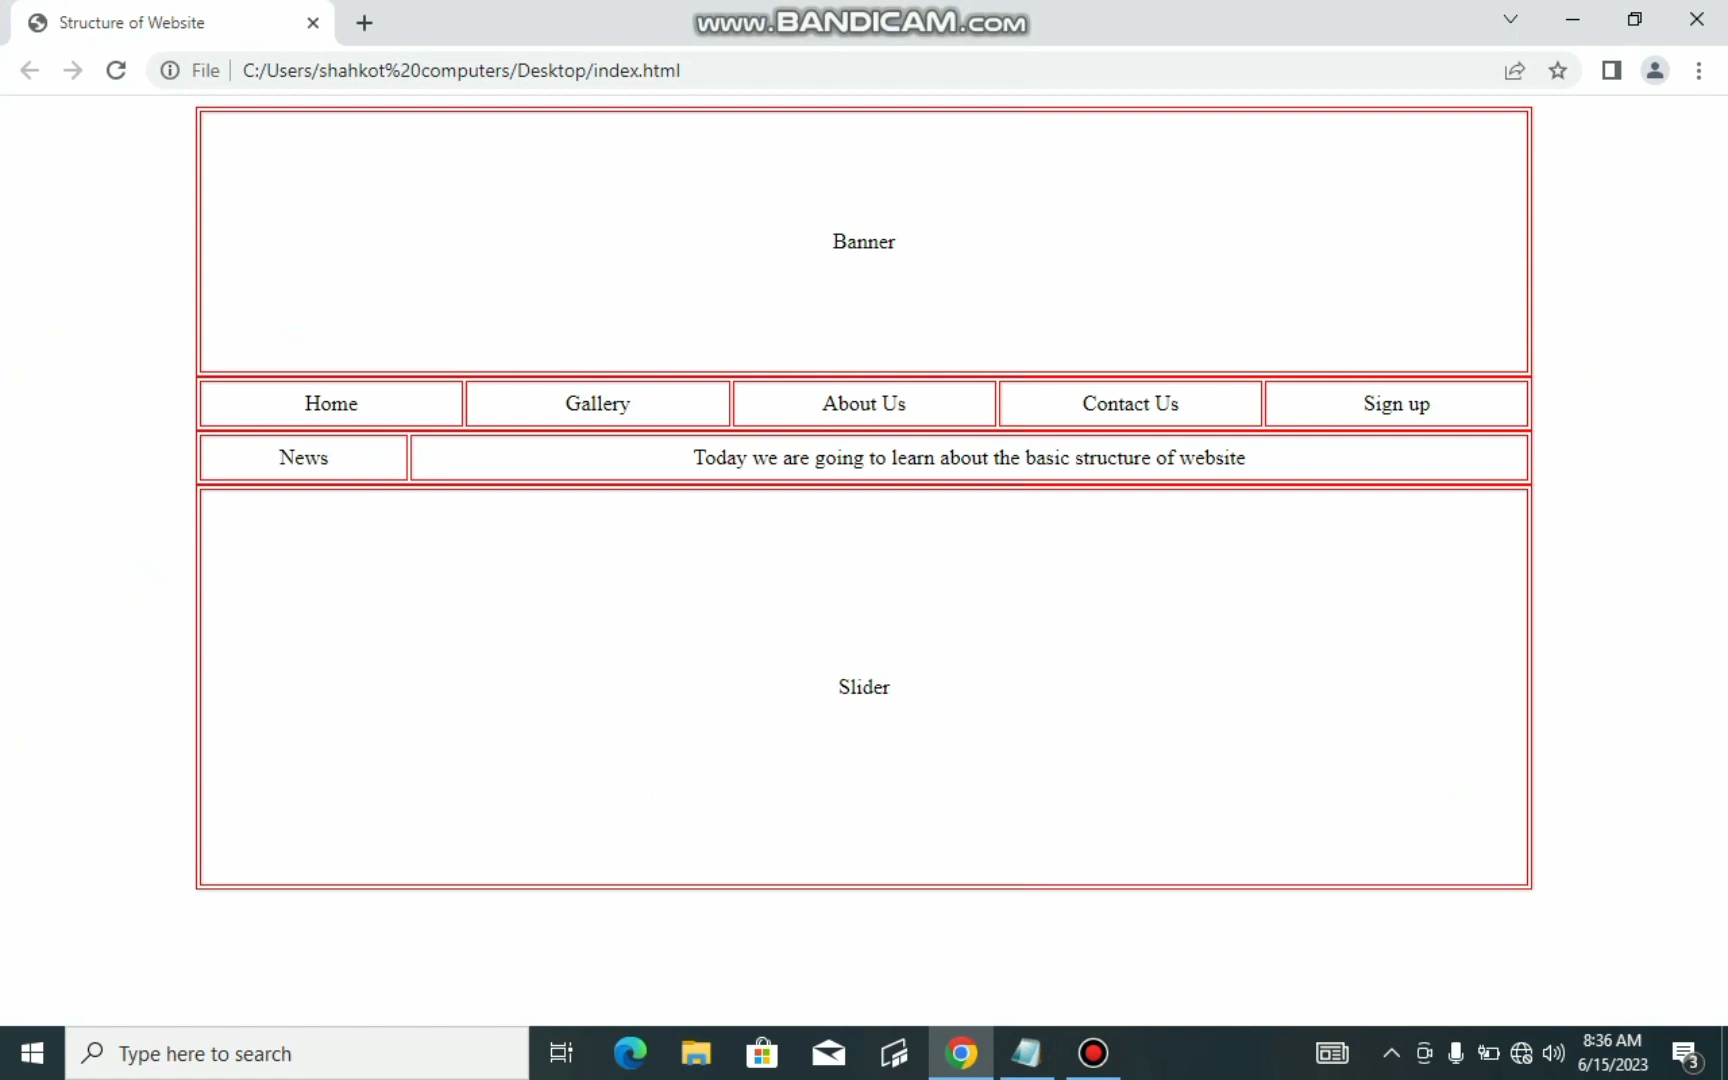 Structure of Website
www.BANDICAM.com
File
C:/Users/shahkot%20computers/Desktop/index.html
Banner
Home Gallery About Us Contact Us Sign up
News Today we are going to learn about the basic structure of website
Slider
Type here to search
8:36 AM
6/15/2023
3